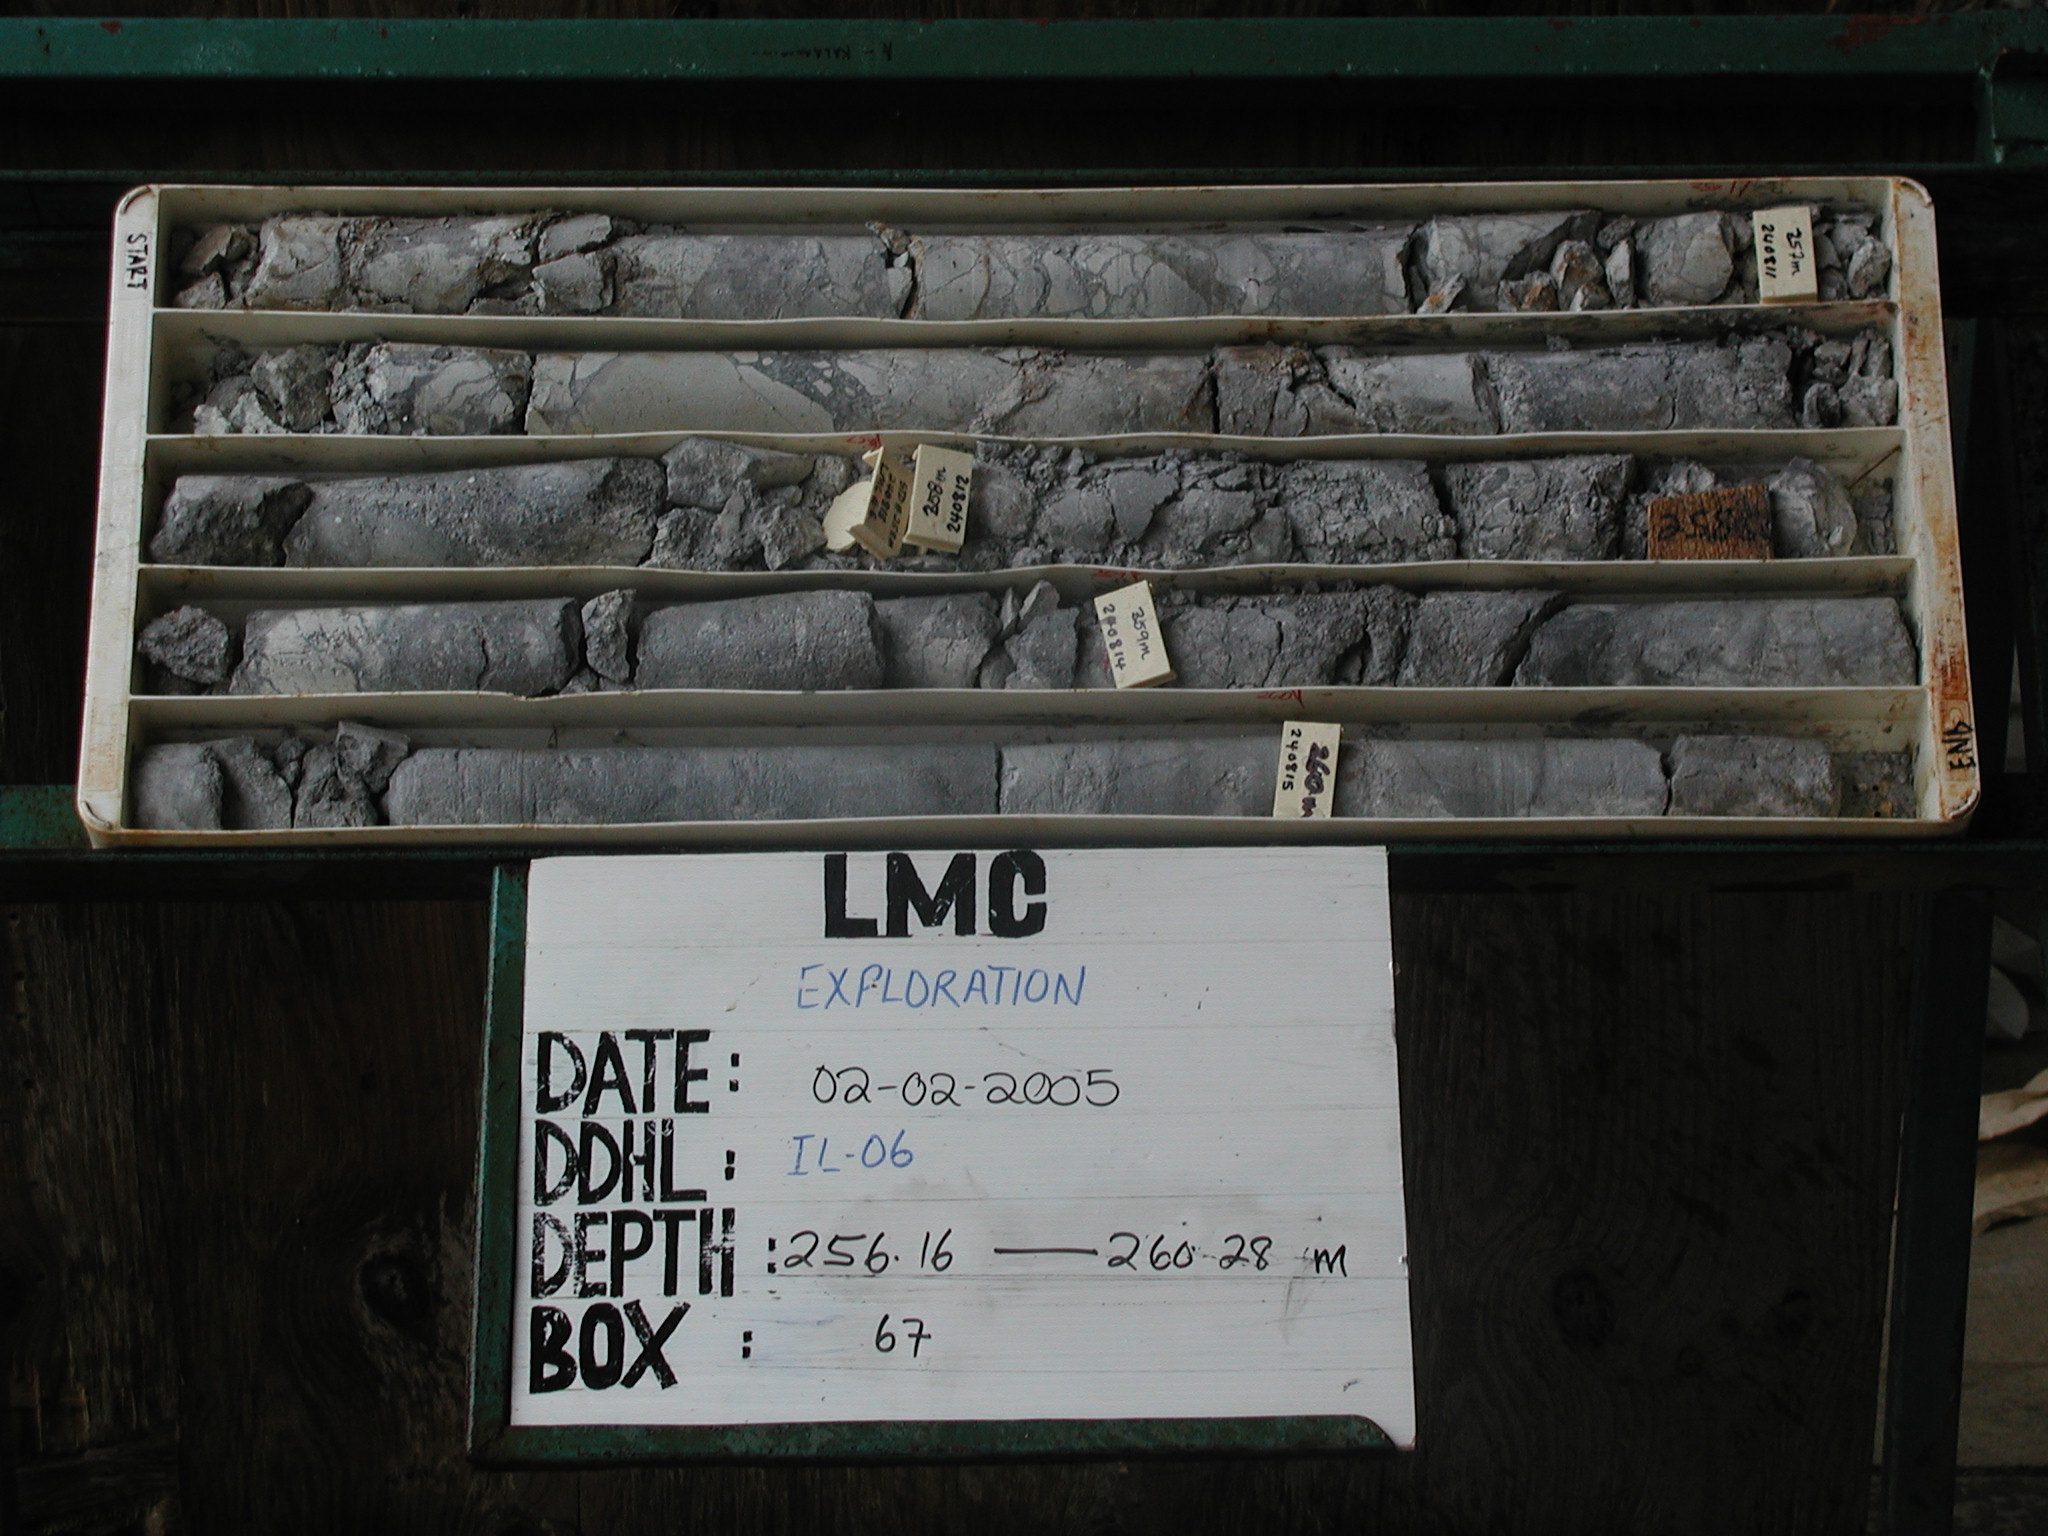 START
257m
240811
258m
240812
258
259m
240814
260m
240815
END
LMC
EXPLORATION
DATE: 02-02-2005
DDHL: IL-06
DEPTH: 256.16 — 260.28 m
BOX: 67